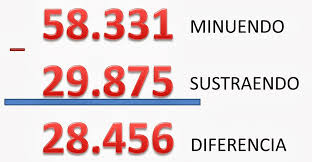 58.331 MINUENDO
– 29.875 SUSTRAENDO
28.456 DIFERENCIA